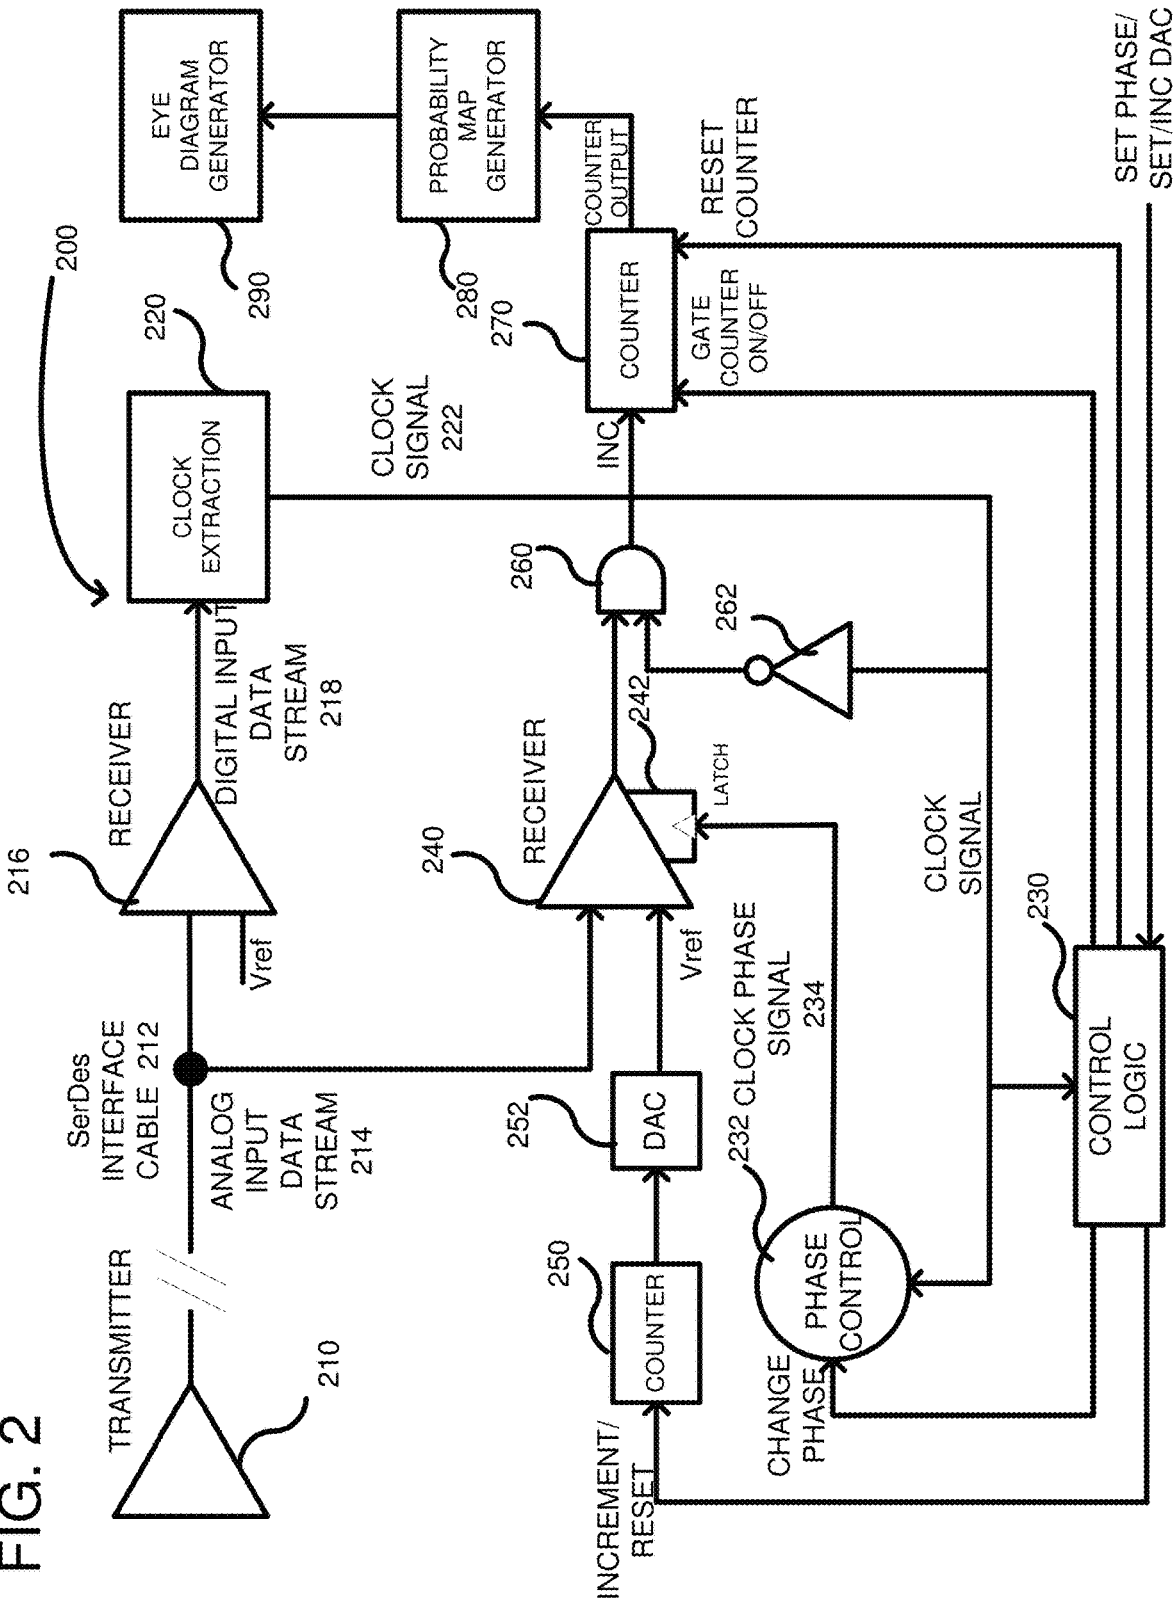 FIG. 2
200
TRANSMITTER
210
SerDes
INTERFACE
CABLE 212
ANALOG
INPUT
DATA
STREAM
214
216
RECEIVER
Vref
DIGITAL INPUT
DATA
STREAM
218
220
CLOCK
EXTRACTION
CLOCK
SIGNAL
222
290
EYE
DIAGRAM
GENERATOR
280
PROBABILITY
MAP
GENERATOR
COUNTER
OUTPUT
270
COUNTER
INC
RESET
COUNTER
GATE
COUNTER
ON/OFF
260
262
240
RECEIVER
242
LATCH
Vref
252
DAC
250
COUNTER
INCREMENT/
RESET
232
PHASE
CONTROL
CHANGE
PHASE
CLOCK PHASE
SIGNAL
234
CLOCK
SIGNAL
230
CONTROL
LOGIC
SET PHASE/
SET/INC DAC